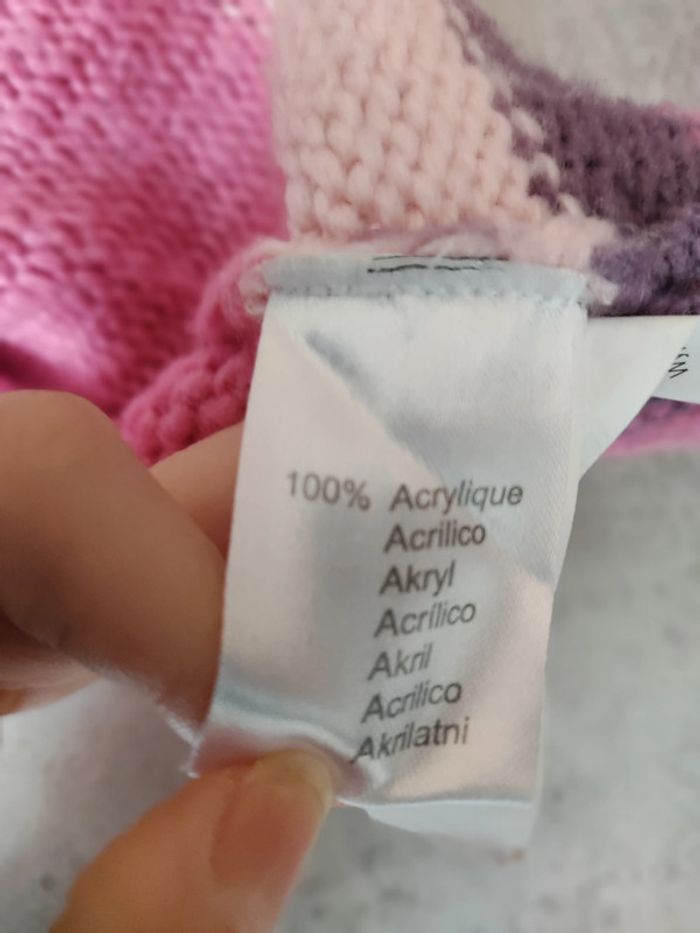 100% Acrylique
Acrilico
Akryl
Acrílico
Akril
Acrilico
Akrilatni